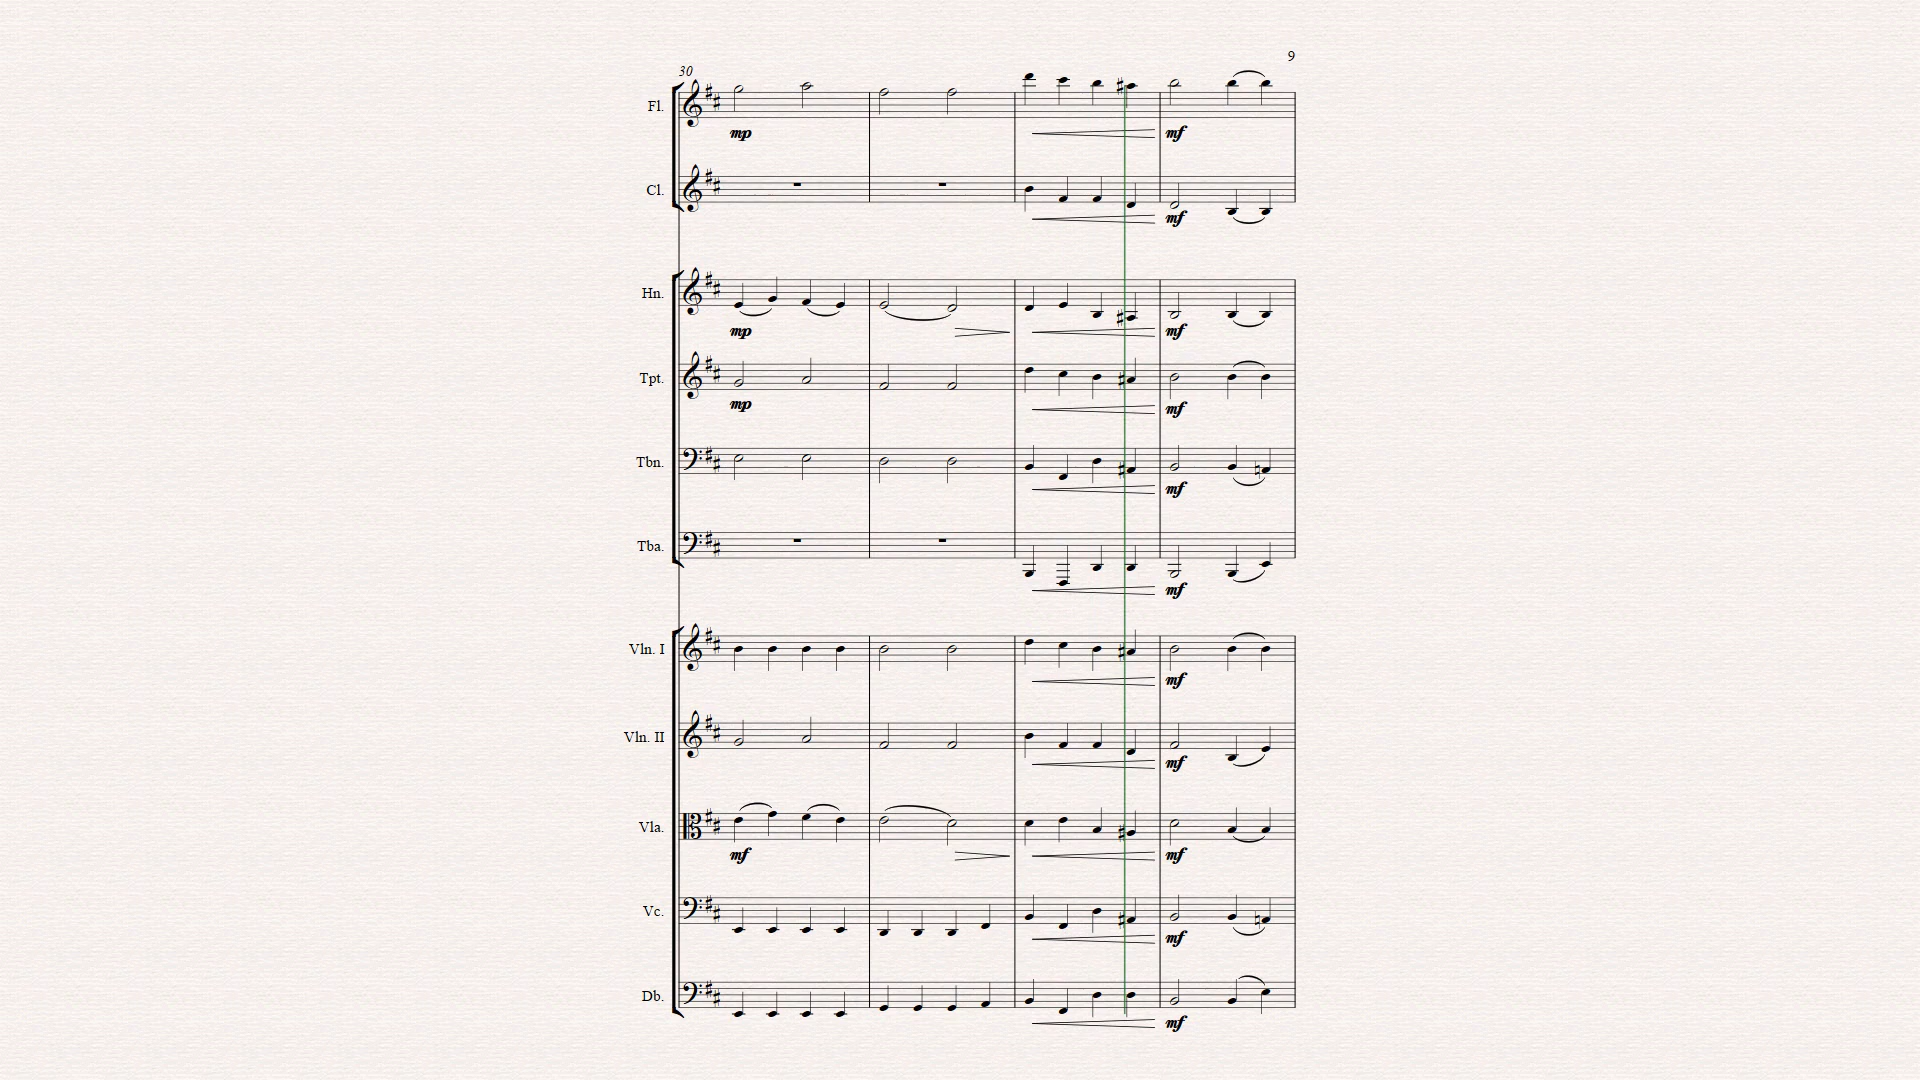 9
30
Fl.
mp
mf
Cl.
mf
Hn.
mp
mf
Tpt.
mp
mf
Tbn.
mf
Tba.
mf
Vln. I
mf
Vln. II
mf
Vla.
mf
mf
Vc.
mf
Db.
mf